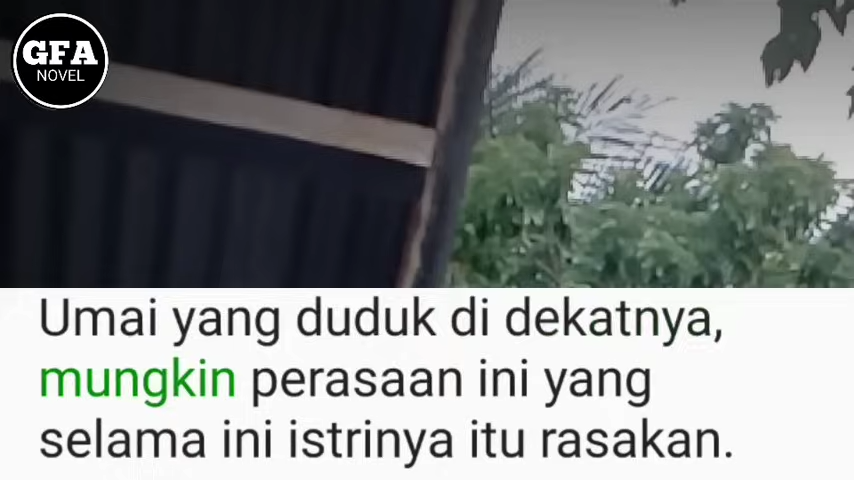 GFA
NOVEL
Umai yang duduk di dekatnya,
mungkin perasaan ini yang
selama ini istrinya itu rasakan.